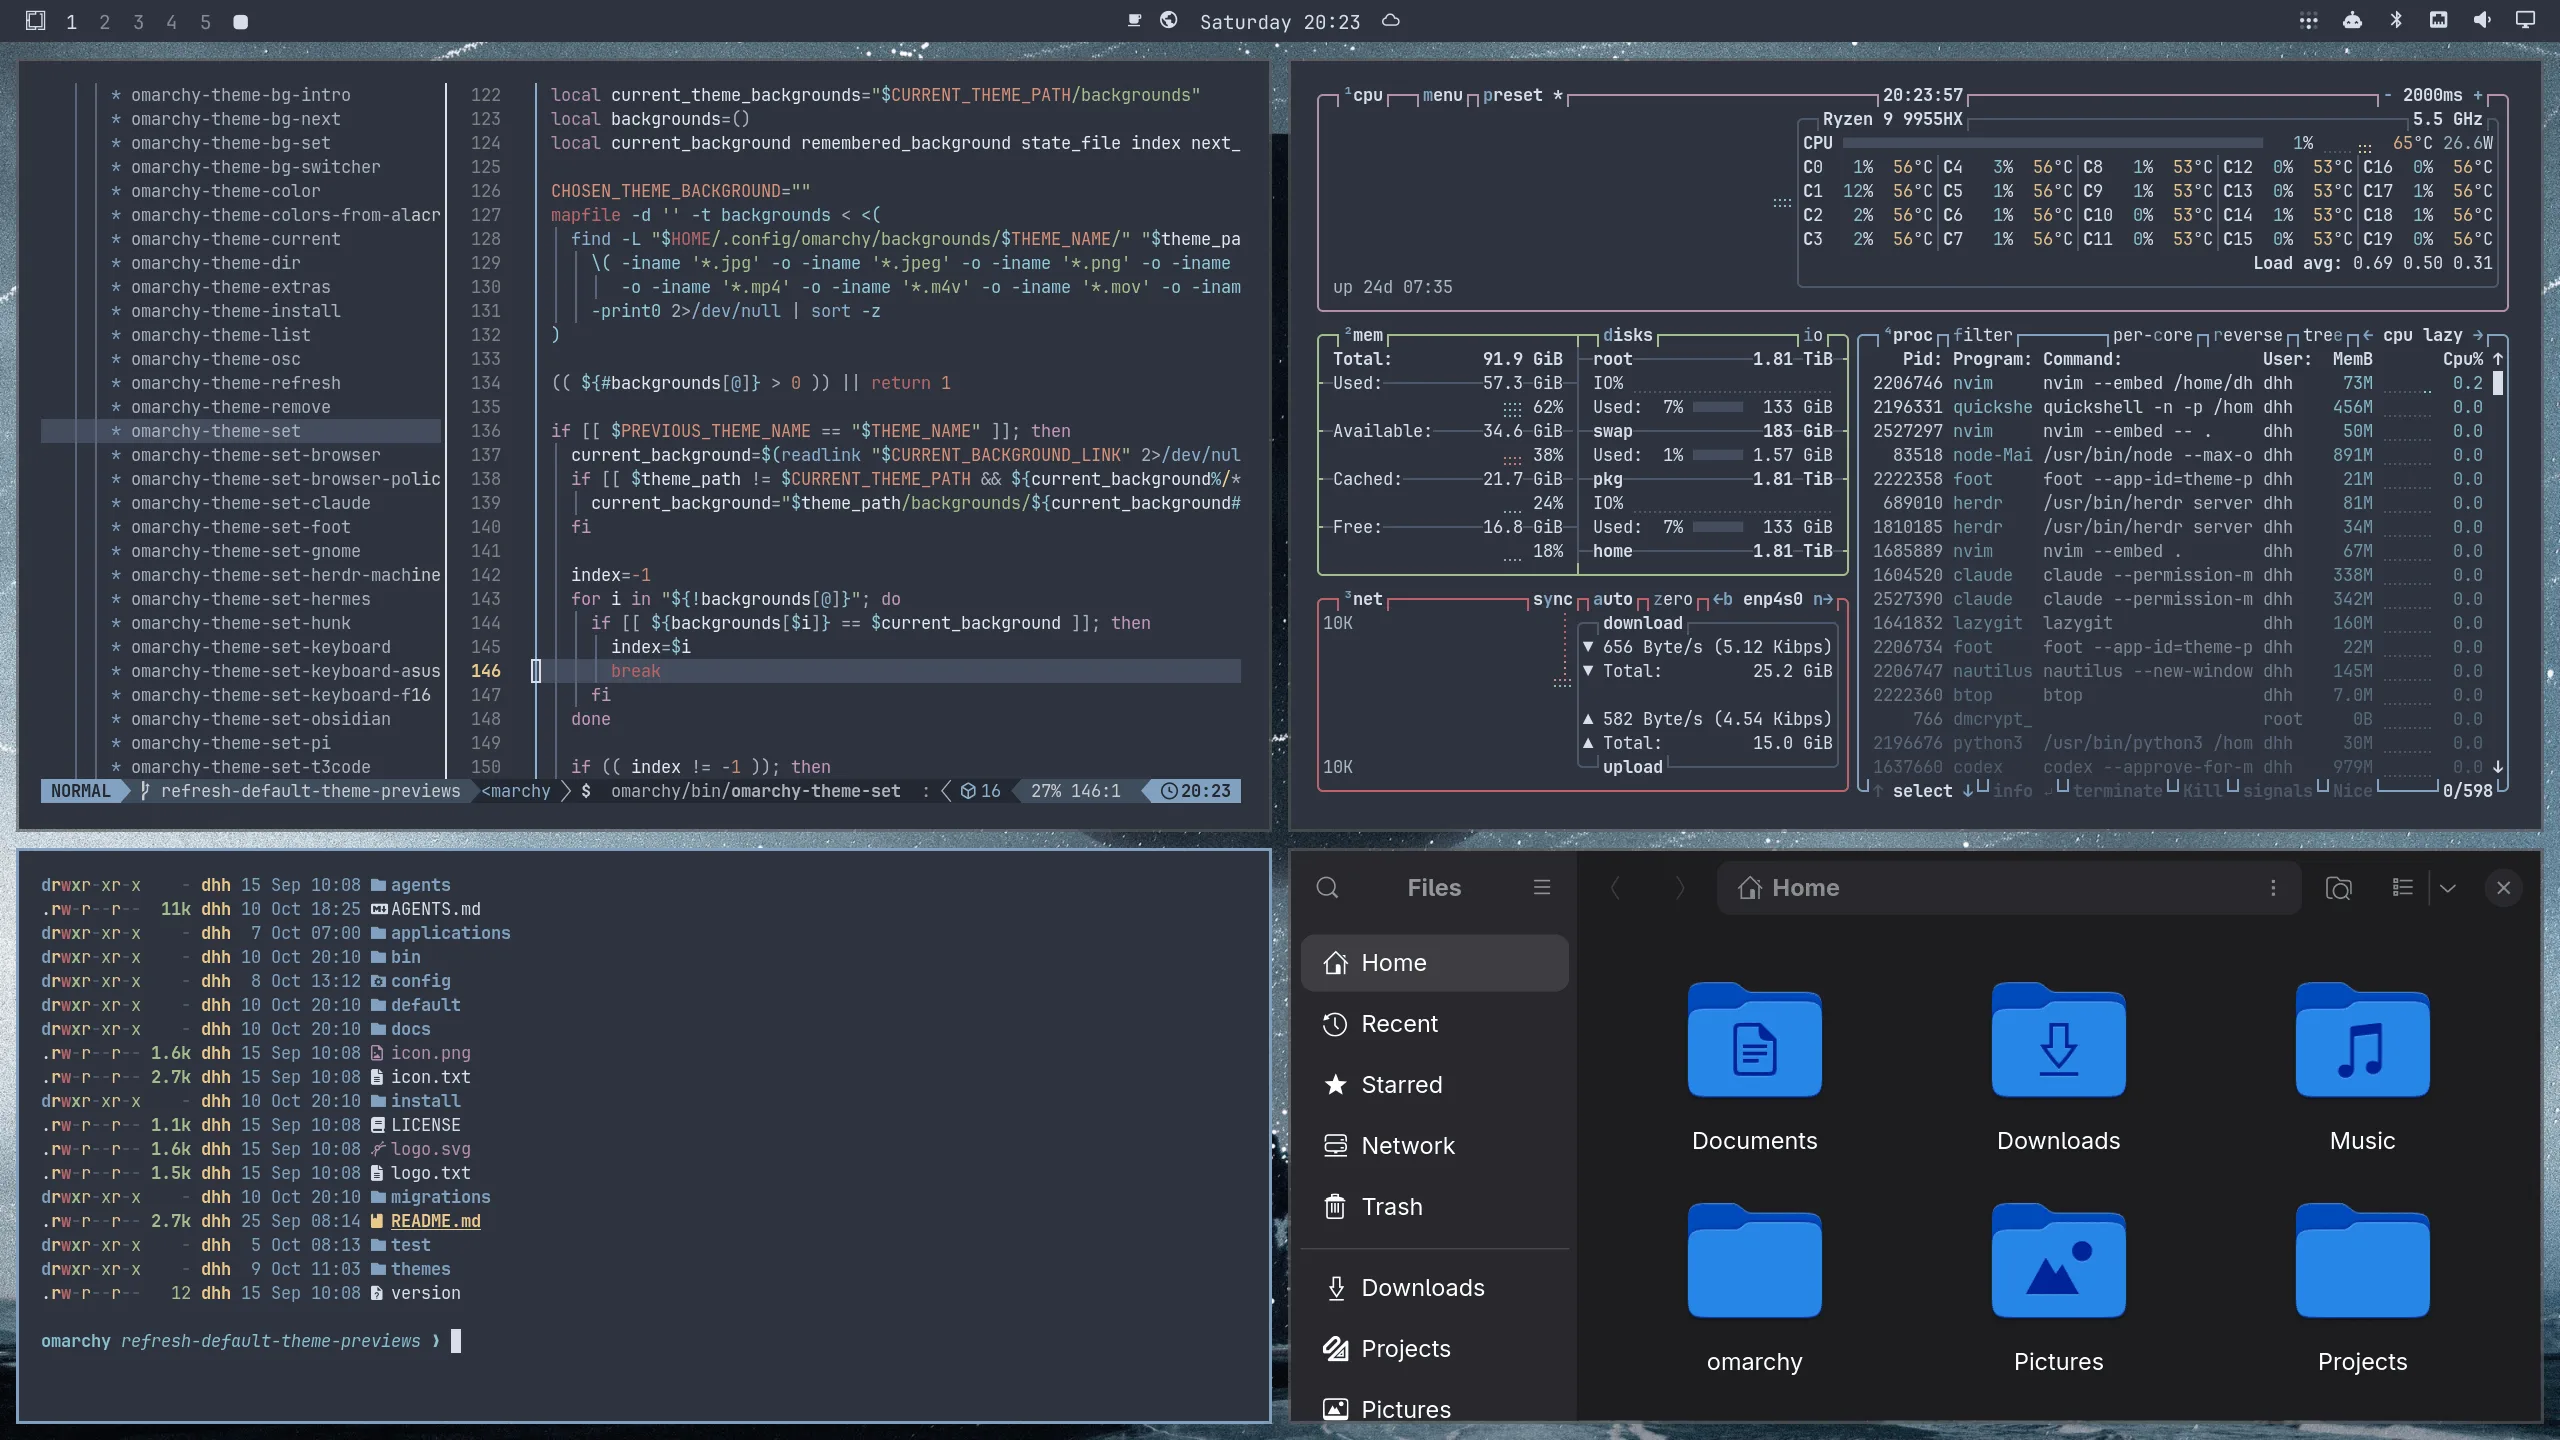 1 2 3 4 5
Saturday 20:23
* omarchy-theme-bg-intro
* omarchy-theme-bg-next
* omarchy-theme-bg-set
* omarchy-theme-bg-switcher
* omarchy-theme-color
* omarchy-theme-colors-from-alacr
* omarchy-theme-current
* omarchy-theme-dir
* omarchy-theme-extras
* omarchy-theme-install
* omarchy-theme-list
* omarchy-theme-osc
* omarchy-theme-refresh
* omarchy-theme-remove
* omarchy-theme-set
* omarchy-theme-set-browser
* omarchy-theme-set-browser-polic
* omarchy-theme-set-claude
* omarchy-theme-set-foot
* omarchy-theme-set-gnome
* omarchy-theme-set-herdr-machine
* omarchy-theme-set-hermes
* omarchy-theme-set-hunk
* omarchy-theme-set-keyboard
* omarchy-theme-set-keyboard-asus
* omarchy-theme-set-keyboard-f16
* omarchy-theme-set-obsidian
* omarchy-theme-set-pi
* omarchy-theme-set-t3code
122 local current_theme_backgrounds="$CURRENT_THEME_PATH/backgrounds"
123 local backgrounds=()
124 local current_background remembered_background state_file index next_
125
126 CHOSEN_THEME_BACKGROUND=""
127 mapfile -d '' -t backgrounds < <(
128 find -L "$HOME/.config/omarchy/backgrounds/$THEME_NAME/" "$theme_pa
129 \( -iname '*.jpg' -o -iname '*.jpeg' -o -iname '*.png' -o -iname
130 -o -iname '*.mp4' -o -iname '*.m4v' -o -iname '*.mov' -o -inam
131 -print0 2>/dev/null | sort -z
132 )
133
134 (( ${#backgrounds[@]} > 0 )) || return 1
135
136 if [[ $PREVIOUS_THEME_NAME == "$THEME_NAME" ]]; then
137 current_background=$(readlink "$CURRENT_BACKGROUND_LINK" 2>/dev/nul
138 if [[ $theme_path != $CURRENT_THEME_PATH && ${current_background%/*
139 current_background="$theme_path/backgrounds/${current_background#
140 fi
141
142 index=-1
143 for i in "${!backgrounds[@]}"; do
144 if [[ ${backgrounds[$i]} == $current_background ]]; then
145 index=$i
146 break
147 fi
148 done
149
150 if (( index != -1 )); then
NORMAL refresh-default-theme-previews <marchy $ omarchy/bin/omarchy-theme-set : 16 27% 146:1 20:23
¹cpu menu preset * 20:23:57 - 2000ms +
Ryzen 9 9955HX 5.5 GHz
CPU 1% 65°C 26.6W
C0 1% 56°C C4 3% 56°C C8 1% 53°C C12 0% 53°C C16 0% 56°C
C1 12% 56°C C5 1% 56°C C9 1% 53°C C13 0% 53°C C17 1% 56°C
C2 2% 56°C C6 1% 56°C C10 0% 53°C C14 1% 53°C C18 1% 56°C
C3 2% 56°C C7 1% 56°C C11 0% 53°C C15 0% 53°C C19 0% 56°C
Load avg: 0.69 0.50 0.31
up 24d 07:35
²mem
Total: 91.9 GiB
Used: 57.3 GiB
62%
Available: 34.6 GiB
38%
Cached: 21.7 GiB
24%
Free: 16.8 GiB
18%
disks io
root 1.81 TiB
IO%
Used: 7% 133 GiB
swap 183 GiB
Used: 1% 1.57 GiB
pkg 1.81 TiB
IO%
Used: 7% 133 GiB
home 1.81 TiB
³net sync auto zero ←b enp4s0 n→
10K
download
▼ 656 Byte/s (5.12 Kibps)
▼ Total: 25.2 GiB
▲ 582 Byte/s (4.54 Kibps)
▲ Total: 15.0 GiB
upload
10K
⁴proc filter per-core reverse tree ← cpu lazy →
Pid: Program: Command: User: MemB Cpu% ↑
2206746 nvim nvim --embed /home/dh dhh 73M 0.2
2196331 quickshe quickshell -n -p /hom dhh 456M 0.0
2527297 nvim nvim --embed -- . dhh 50M 0.0
83518 node-Mai /usr/bin/node --max-o dhh 891M 0.0
2222358 foot foot --app-id=theme-p dhh 21M 0.0
689010 herdr /usr/bin/herdr server dhh 81M 0.0
1810185 herdr /usr/bin/herdr server dhh 34M 0.0
1685889 nvim nvim --embed . dhh 67M 0.0
1604520 claude claude --permission-m dhh 338M 0.0
2527390 claude claude --permission-m dhh 342M 0.0
1641832 lazygit lazygit dhh 160M 0.0
2206734 foot foot --app-id=theme-p dhh 22M 0.0
2206747 nautilus nautilus --new-window dhh 145M 0.0
2222360 btop btop dhh 7.0M 0.0
766 dmcrypt_ root 0B 0.0
2196676 python3 /usr/bin/python3 /hom dhh 30M 0.0
1637660 codex codex --approve-for-m dhh 979M 0.0 ↓
↑ select ↓ info ↵ terminate Kill signals Nice 0/598
drwxr-xr-x - dhh 15 Sep 10:08 agents
.rw-r--r-- 11k dhh 10 Oct 18:25 AGENTS.md
drwxr-xr-x - dhh 7 Oct 07:00 applications
drwxr-xr-x - dhh 10 Oct 20:10 bin
drwxr-xr-x - dhh 8 Oct 13:12 config
drwxr-xr-x - dhh 10 Oct 20:10 default
drwxr-xr-x - dhh 10 Oct 20:10 docs
.rw-r--r-- 1.6k dhh 15 Sep 10:08 icon.png
.rw-r--r-- 2.7k dhh 15 Sep 10:08 icon.txt
drwxr-xr-x - dhh 10 Oct 20:10 install
.rw-r--r-- 1.1k dhh 15 Sep 10:08 LICENSE
.rw-r--r-- 1.6k dhh 15 Sep 10:08 logo.svg
.rw-r--r-- 1.5k dhh 15 Sep 10:08 logo.txt
drwxr-xr-x - dhh 10 Oct 20:10 migrations
.rw-r--r-- 2.7k dhh 25 Sep 08:14 README.md
drwxr-xr-x - dhh 5 Oct 08:13 test
drwxr-xr-x - dhh 9 Oct 11:03 themes
.rw-r--r-- 12 dhh 15 Sep 10:08 version
omarchy refresh-default-theme-previews ❯
Files
Home
Recent
Starred
Network
Trash
Downloads
Projects
Pictures
Home
Documents Downloads Music
omarchy Pictures Projects